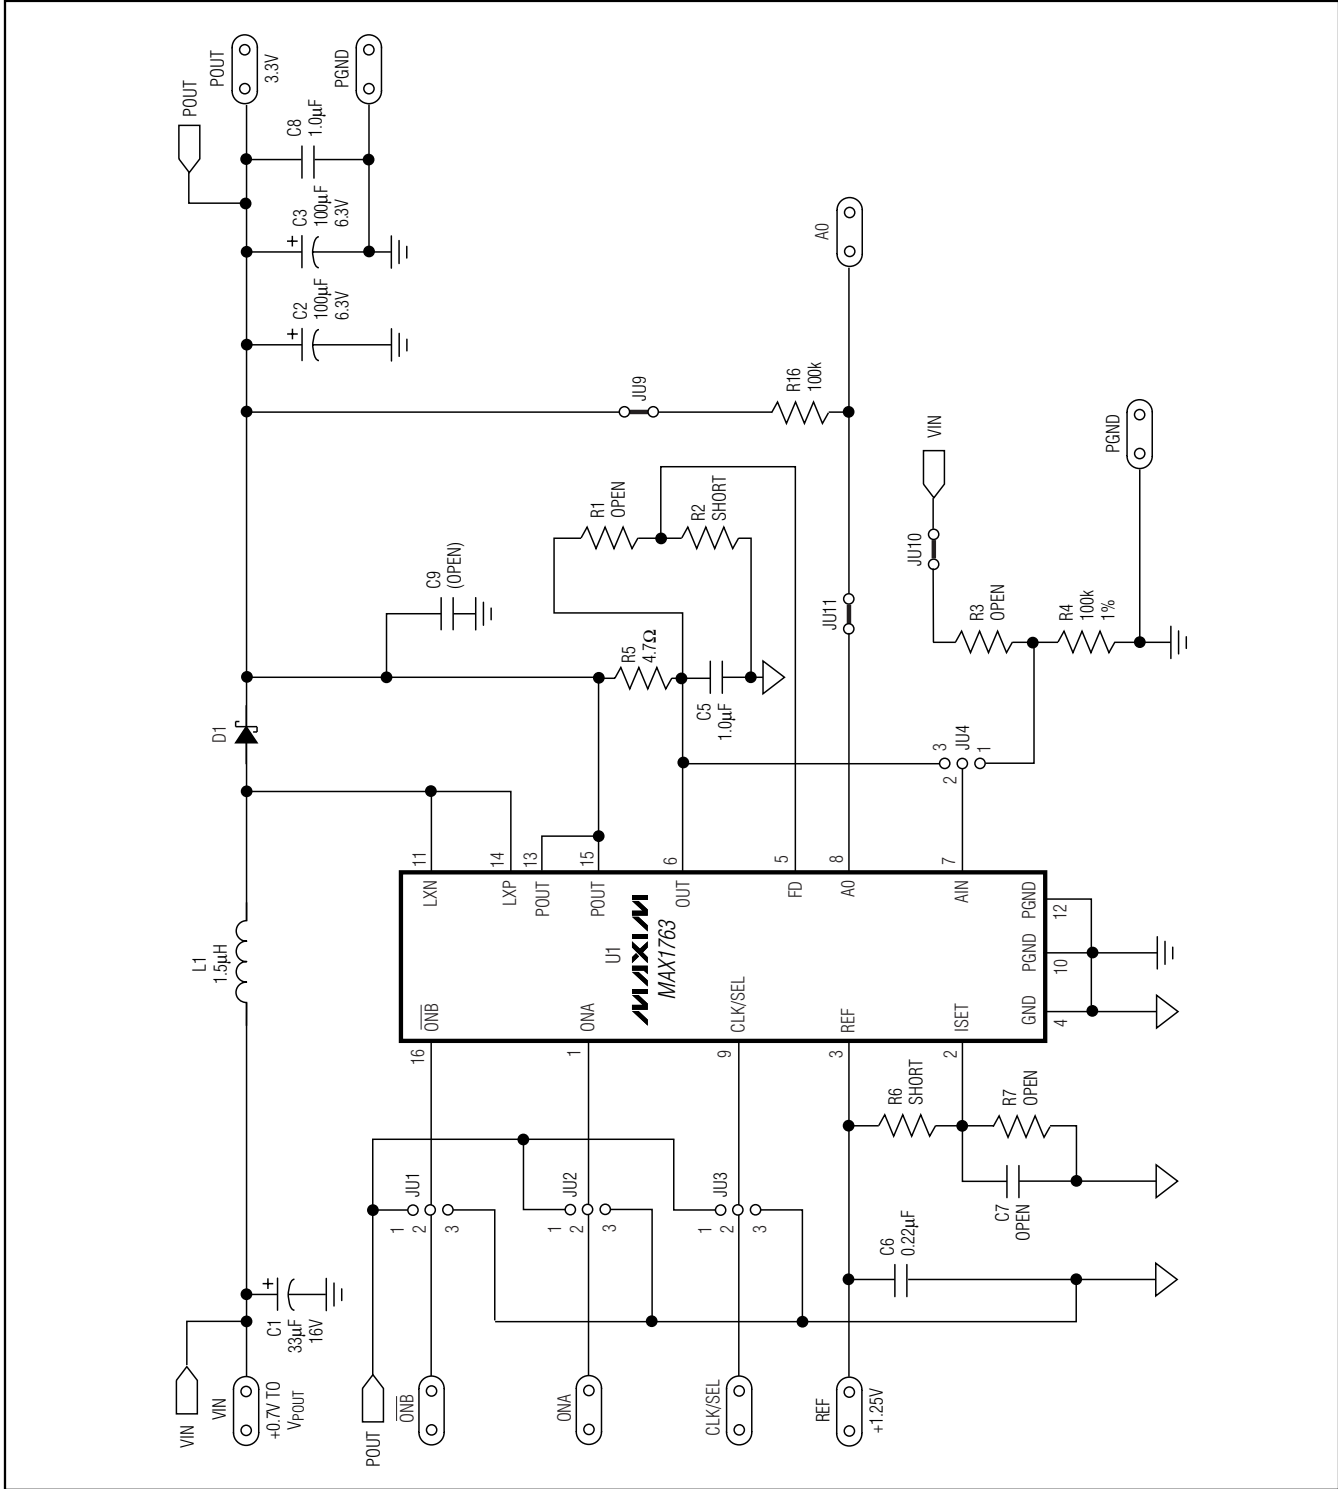 VIN
VIN
+0.7V TO
VPOUT
C1
33µF
16V
L1
1.5µH
D1
C9
(OPEN)
C2
100µF
6.3V
C3
100µF
6.3V
C8
1.0µF
POUT
POUT
3.3V
PGND
POUT
ONB
JU1
1
2
3
16
ONB
ONA
JU2
1
2
3
1
ONA
CLK/SEL
JU3
1
2
3
9
CLK/SEL
REF
+1.25V
C6
0.22µF
3
REF
R6
SHORT
2
ISET
C7
OPEN
R7
OPEN
U1
MAXIM
MAX1763
LXN
11
LXP
14
POUT
13
POUT
15
OUT
6
FD
5
A0
8
AIN
7
GND
4
PGND
10
PGND
12
R5
4.7Ω
C5
1.0µF
R1
OPEN
R2
SHORT
JU9
R16
100k
A0
JU11
JU10
VIN
R3
OPEN
R4
100k
1%
PGND
3
2
1
JU4